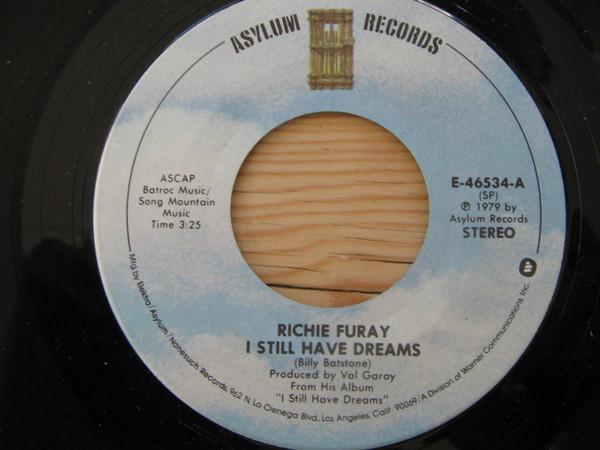 ASYLUM RECORDS
ASCAP
Batroc Music/
Song Mountain
Music
Time 3:25
E-46534-A
(SP)
℗ 1979 by
Asylum Records
STEREO
RICHIE FURAY
I STILL HAVE DREAMS
(Billy Batstone)
Produced by Val Garay
From His Album
"I Still Have Dreams"
Mfg by Elektra/Asylum/Nonesuch Records, 962 N. La Cienega Blvd., Los Angeles, Calif. 90069/A Division of Warner Communications Inc.